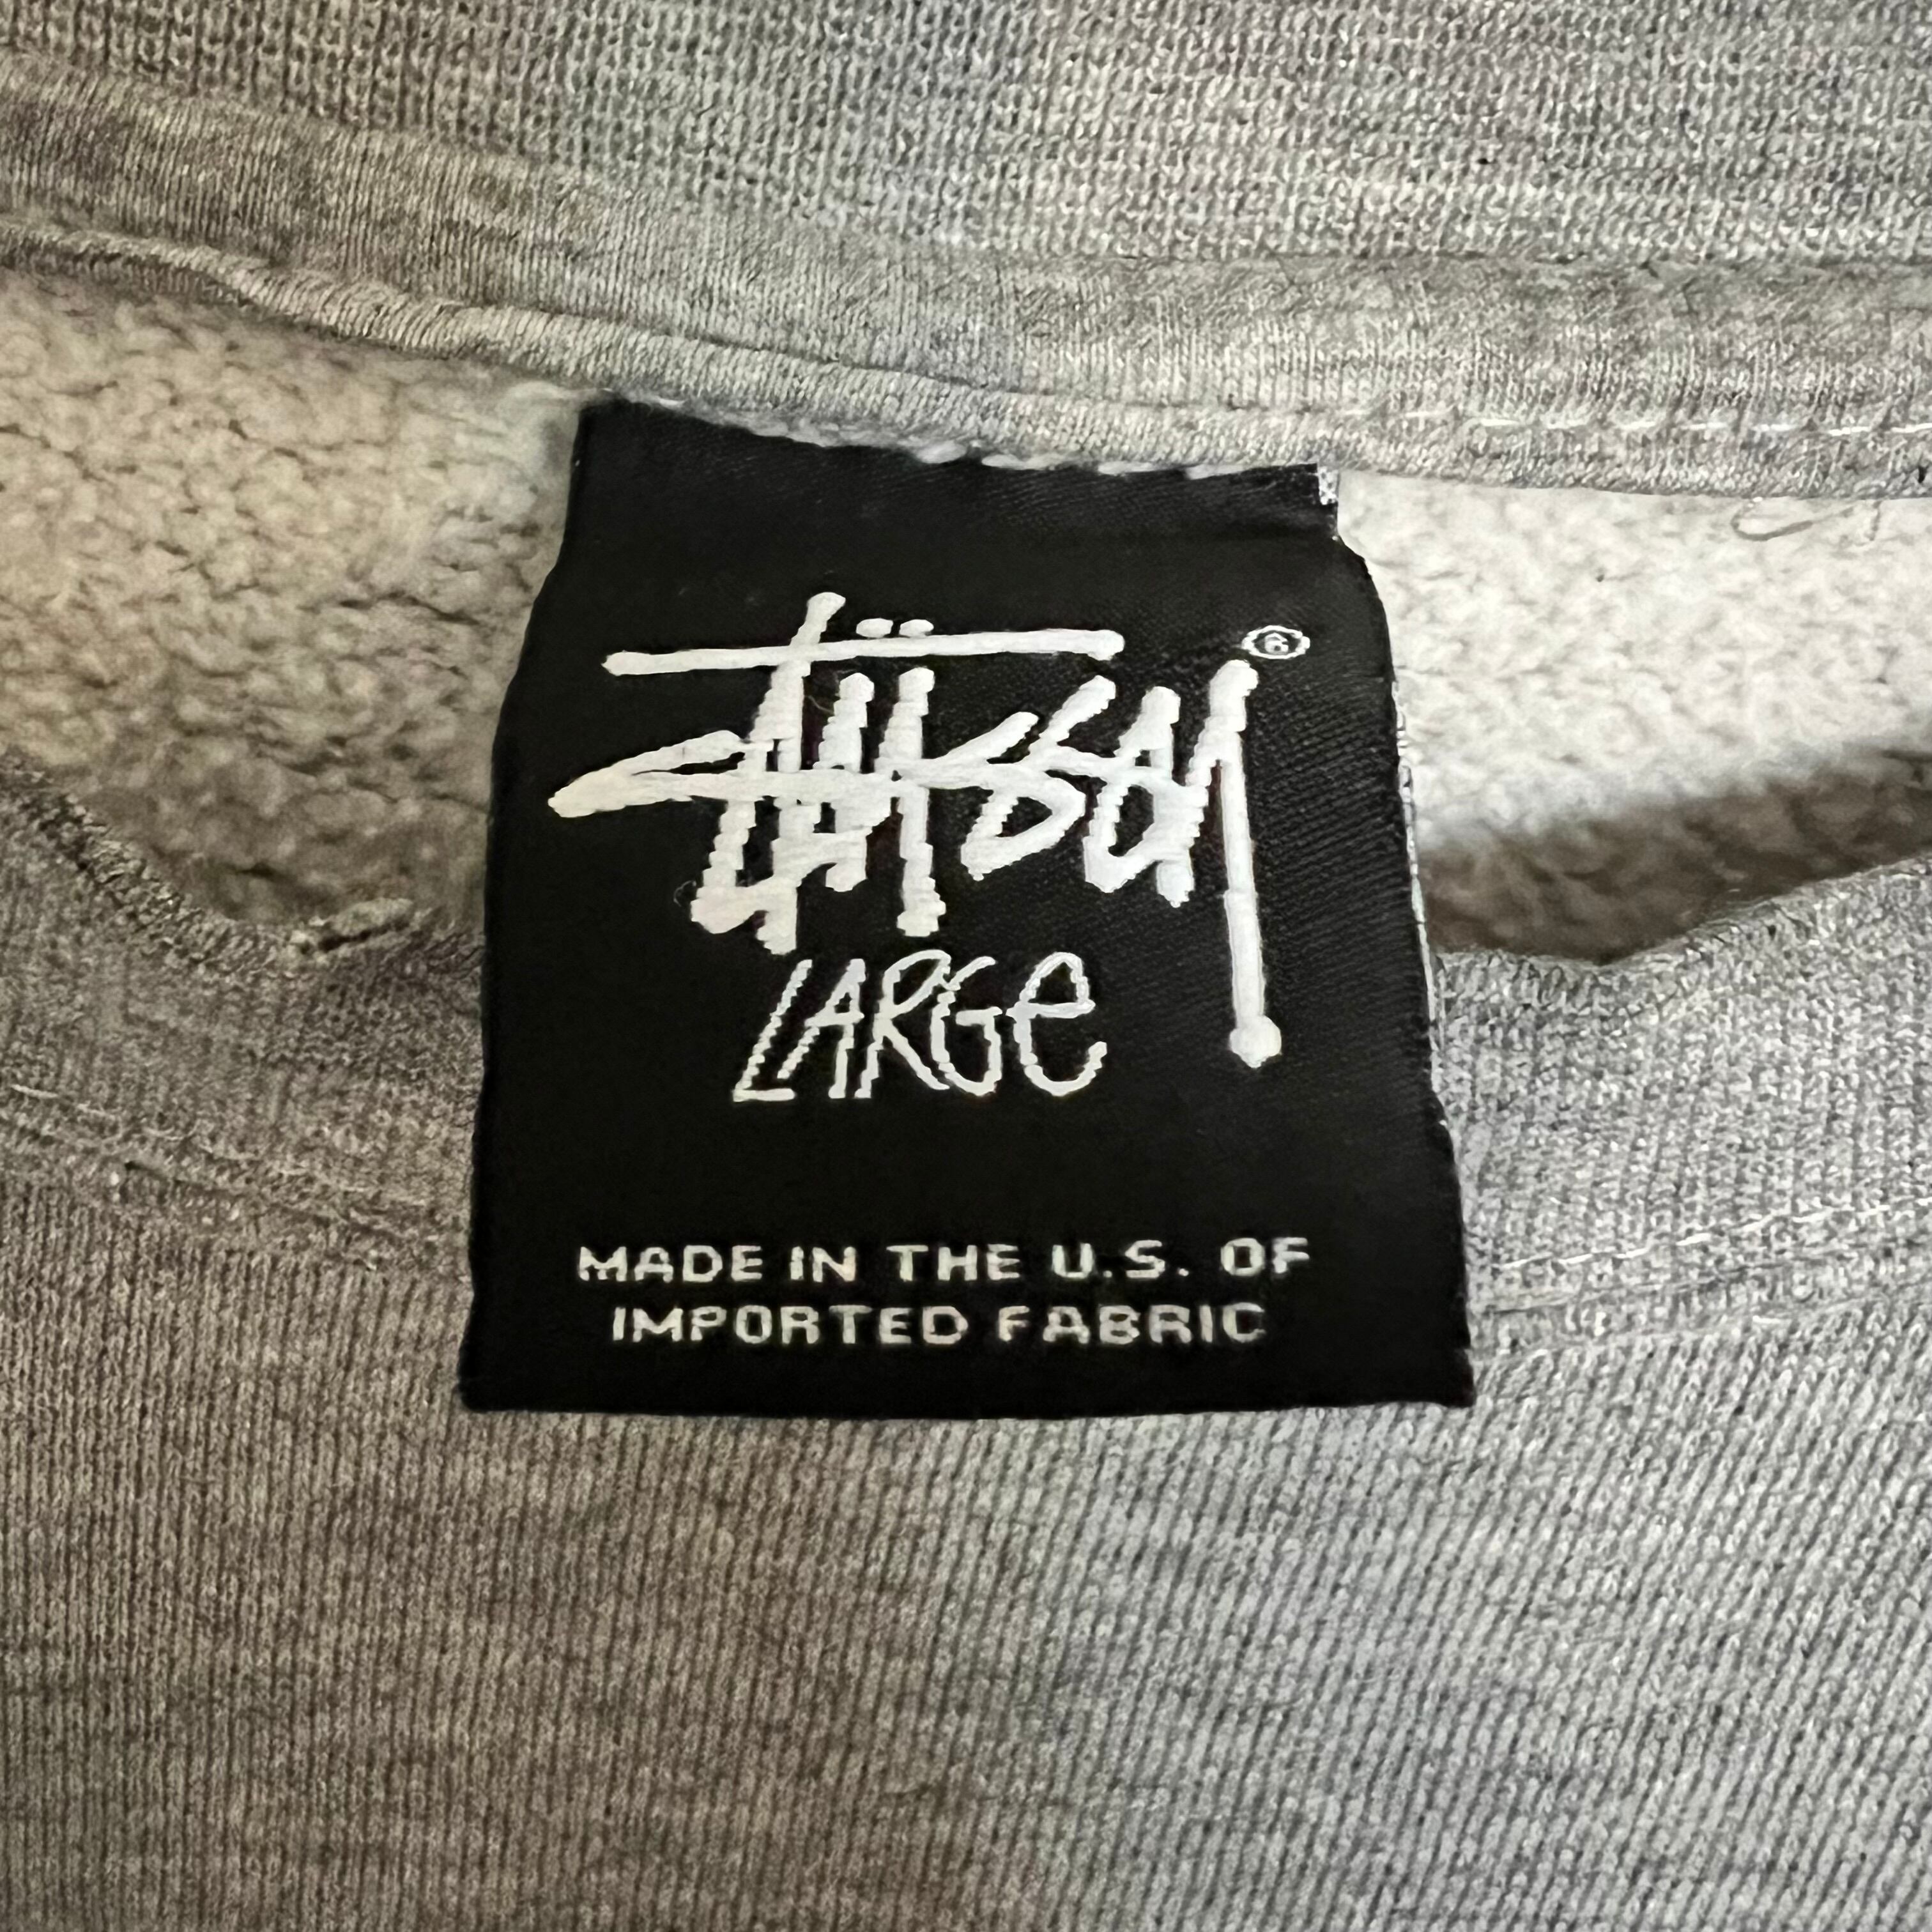 Stüssy ®
LARGe
MADE IN THE U.S. OF
IMPORTED FABRIC